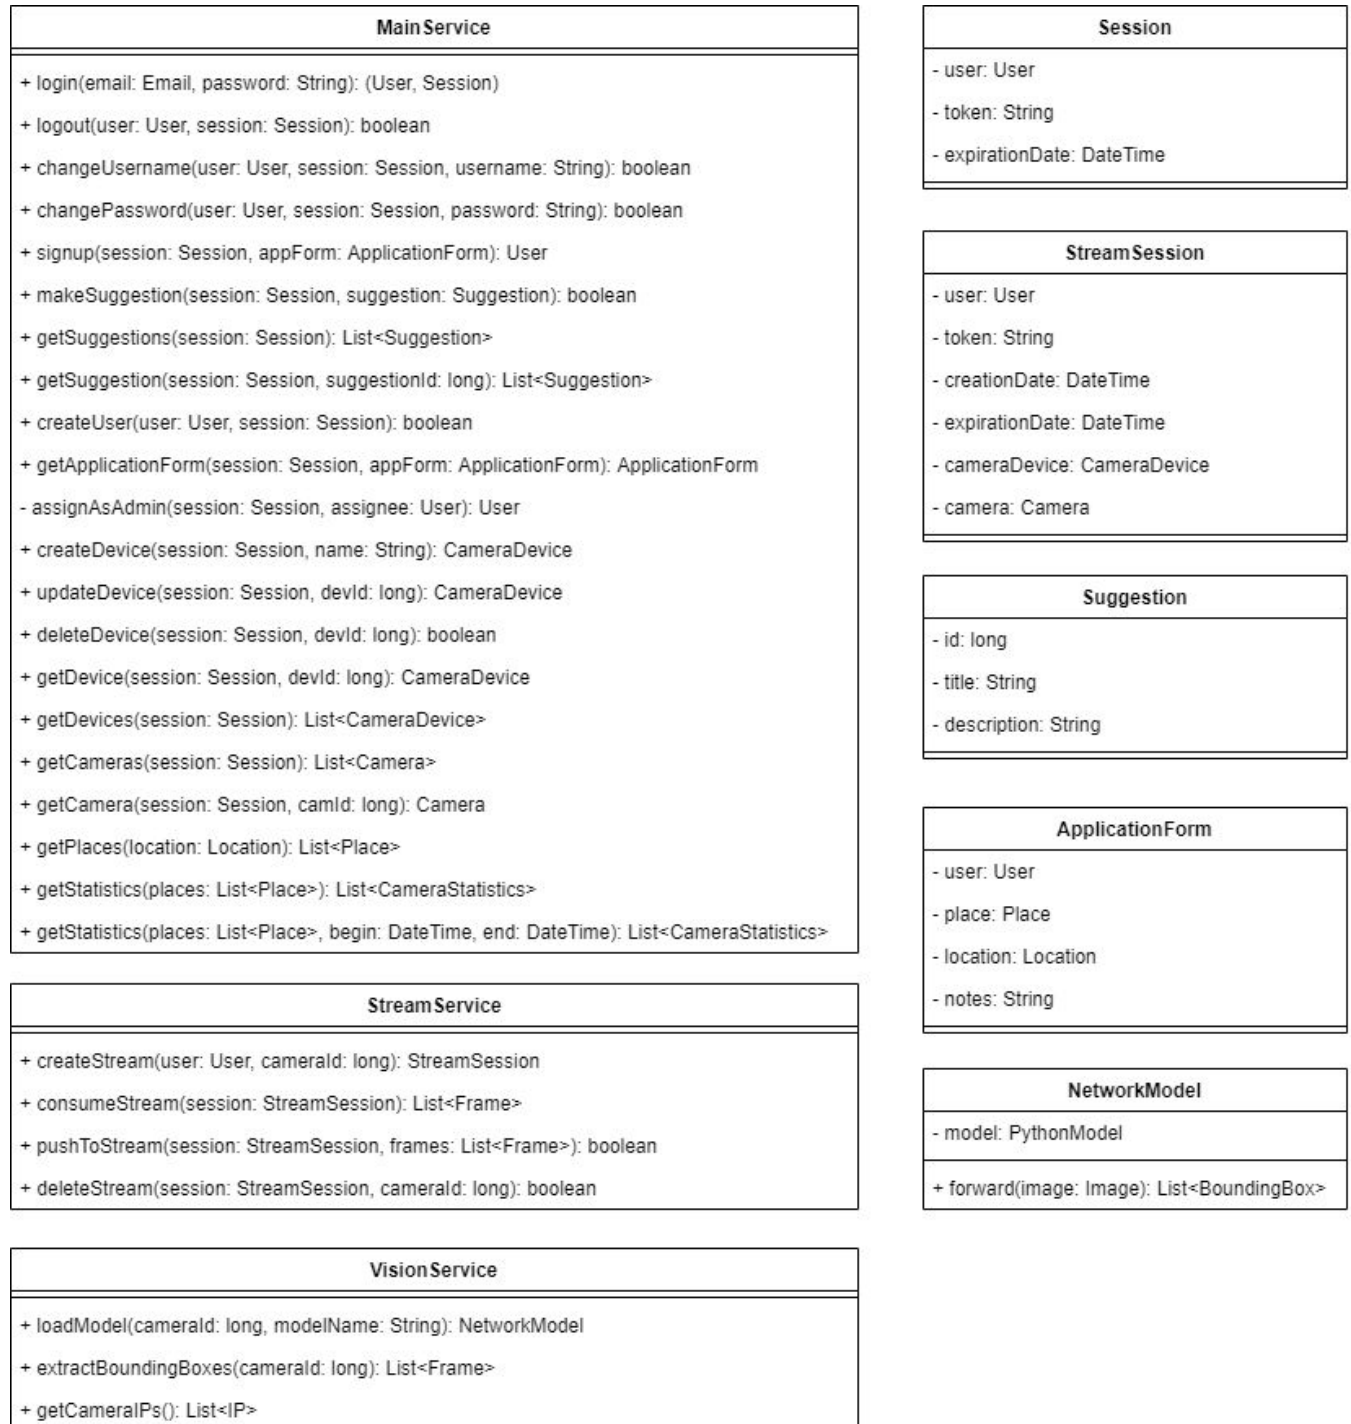 MainService
+ login(email: Email, password: String): (User, Session)
+ logout(user: User, session: Session): boolean
+ changeUsername(user: User, session: Session, username: String): boolean
+ changePassword(user: User, session: Session, password: String): boolean
+ signup(session: Session, appForm: ApplicationForm): User
+ makeSuggestion(session: Session, suggestion: Suggestion): boolean
+ getSuggestions(session: Session): List<Suggestion>
+ getSuggestion(session: Session, suggestionId: long): List<Suggestion>
+ createUser(user: User, session: Session): boolean
+ getApplicationForm(session: Session, appForm: ApplicationForm): ApplicationForm
- assignAsAdmin(session: Session, assignee: User): User
+ createDevice(session: Session, name: String): CameraDevice
+ updateDevice(session: Session, devId: long): CameraDevice
+ deleteDevice(session: Session, devId: long): boolean
+ getDevice(session: Session, devId: long): CameraDevice
+ getDevices(session: Session): List<CameraDevice>
+ getCameras(session: Session): List<Camera>
+ getCamera(session: Session, camId: long): Camera
+ getPlaces(location: Location): List<Place>
+ getStatistics(places: List<Place>): List<CameraStatistics>
+ getStatistics(places: List<Place>, begin: DateTime, end: DateTime): List<CameraStatistics>
StreamService
+ createStream(user: User, cameraId: long): StreamSession
+ consumeStream(session: StreamSession): List<Frame>
+ pushToStream(session: StreamSession, frames: List<Frame>): boolean
+ deleteStream(session: StreamSession, cameraId: long): boolean
VisionService
+ loadModel(cameraId: long, modelName: String): NetworkModel
+ extractBoundingBoxes(cameraId: long): List<Frame>
+ getCameraIPs(): List<IP>
Session
- user: User
- token: String
- expirationDate: DateTime
StreamSession
- user: User
- token: String
- creationDate: DateTime
- expirationDate: DateTime
- cameraDevice: CameraDevice
- camera: Camera
Suggestion
- id: long
- title: String
- description: String
ApplicationForm
- user: User
- place: Place
- location: Location
- notes: String
NetworkModel
- model: PythonModel
+ forward(image: Image): List<BoundingBox>